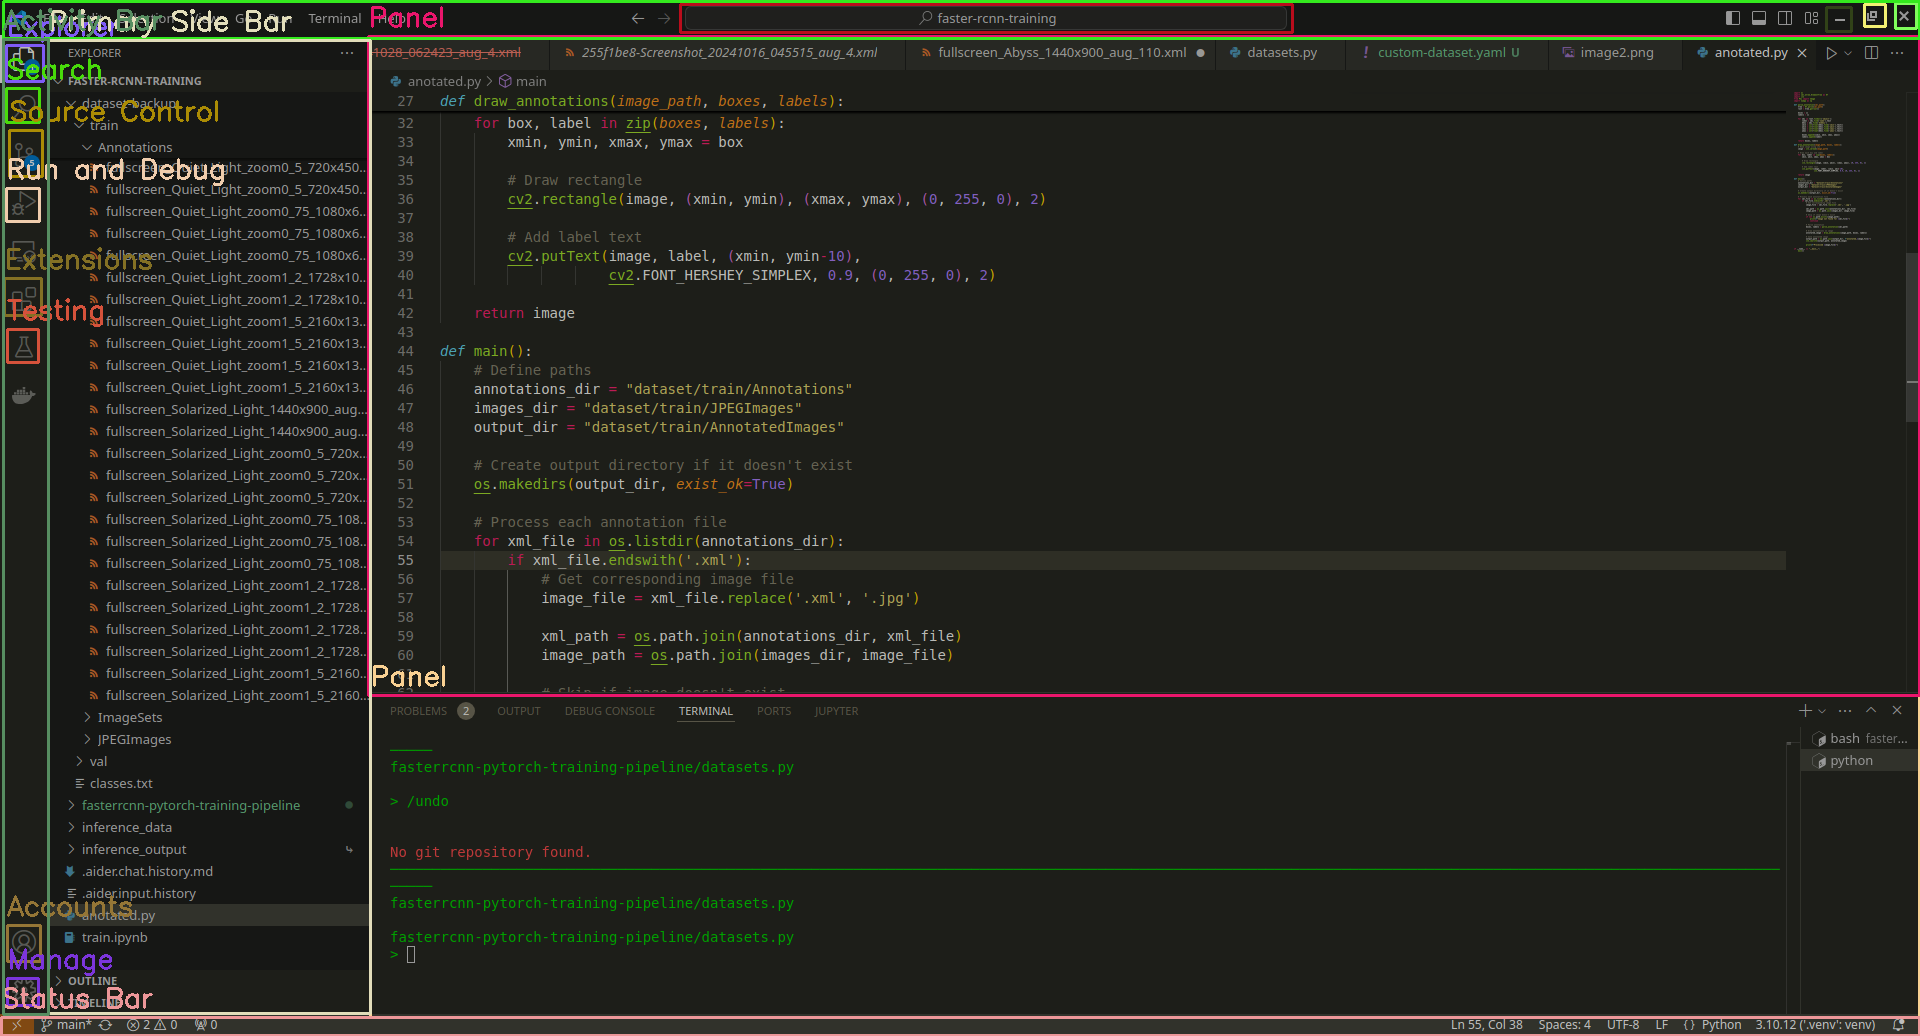 Primary Side Bar
Explorer
Terminal
Panel
faster-rcnn-training
EXPLORER
Search
FASTER-RCNN-TRAINING
dataset-backup
Source Control
train
Annotations
Run and Debug
fullscreen_Quiet_Light_zoom0_5_720x450...
fullscreen_Quiet_Light_zoom0_5_720x450...
fullscreen_Quiet_Light_zoom0_75_1080x6...
fullscreen_Quiet_Light_zoom0_75_1080x6...
fullscreen_Quiet_Light_zoom0_75_1080x6...
Extensions
fullscreen_Quiet_Light_zoom1_2_1728x10...
fullscreen_Quiet_Light_zoom1_2_1728x10...
Testing
fullscreen_Quiet_Light_zoom1_5_2160x13...
fullscreen_Quiet_Light_zoom1_5_2160x13...
fullscreen_Quiet_Light_zoom1_5_2160x13...
fullscreen_Quiet_Light_zoom1_5_2160x13...
fullscreen_Solarized_Light_1440x900_aug...
fullscreen_Solarized_Light_1440x900_aug...
fullscreen_Solarized_Light_zoom0_5_720x...
fullscreen_Solarized_Light_zoom0_5_720x...
fullscreen_Solarized_Light_zoom0_5_720x...
fullscreen_Solarized_Light_zoom0_75_108...
fullscreen_Solarized_Light_zoom0_75_108...
fullscreen_Solarized_Light_zoom0_75_108...
fullscreen_Solarized_Light_zoom1_2_1728...
fullscreen_Solarized_Light_zoom1_2_1728...
fullscreen_Solarized_Light_zoom1_2_1728...
fullscreen_Solarized_Light_zoom1_2_1728...
fullscreen_Solarized_Light_zoom1_5_2160...
fullscreen_Solarized_Light_zoom1_5_2160...
ImageSets
JPEGImages
val
classes.txt
fasterrcnn-pytorch-training-pipeline
inference_data
inference_output
.aider.chat.history.md
.aider.input.history
Accounts
anotated.py
train.ipynb
Manage
OUTLINE
Status Bar
TIMELINE
1028_062423_aug_4.xml
255f1be8-Screenshot_20241016_045515_aug_4.xml
fullscreen_Abyss_1440x900_aug_110.xml
datasets.py
custom-dataset.yaml U
image2.png
anotated.py
anotated.py > main
27 def draw_annotations(image_path, boxes, labels):
32 for box, label in zip(boxes, labels):
33 xmin, ymin, xmax, ymax = box
34
35 # Draw rectangle
36 cv2.rectangle(image, (xmin, ymin), (xmax, ymax), (0, 255, 0), 2)
37
38 # Add label text
39 cv2.putText(image, label, (xmin, ymin-10),
40 cv2.FONT_HERSHEY_SIMPLEX, 0.9, (0, 255, 0), 2)
41
42 return image
43
44 def main():
45 # Define paths
46 annotations_dir = "dataset/train/Annotations"
47 images_dir = "dataset/train/JPEGImages"
48 output_dir = "dataset/train/AnnotatedImages"
49
50 # Create output directory if it doesn't exist
51 os.makedirs(output_dir, exist_ok=True)
52
53 # Process each annotation file
54 for xml_file in os.listdir(annotations_dir):
55 if xml_file.endswith('.xml'):
56 # Get corresponding image file
57 image_file = xml_file.replace('.xml', '.jpg')
58
59 xml_path = os.path.join(annotations_dir, xml_file)
60 image_path = os.path.join(images_dir, image_file)
Panel
# Skip if image doesn't exist
PROBLEMS 2 OUTPUT DEBUG CONSOLE TERMINAL PORTS JUPYTER
fasterrcnn-pytorch-training-pipeline/datasets.py
> /undo
No git repository found.
fasterrcnn-pytorch-training-pipeline/datasets.py
fasterrcnn-pytorch-training-pipeline/datasets.py
>
bash faster...
python
main* 2 0 0
Ln 55, Col 38 Spaces: 4 UTF-8 LF { } Python 3.10.12 ('.venv': venv)